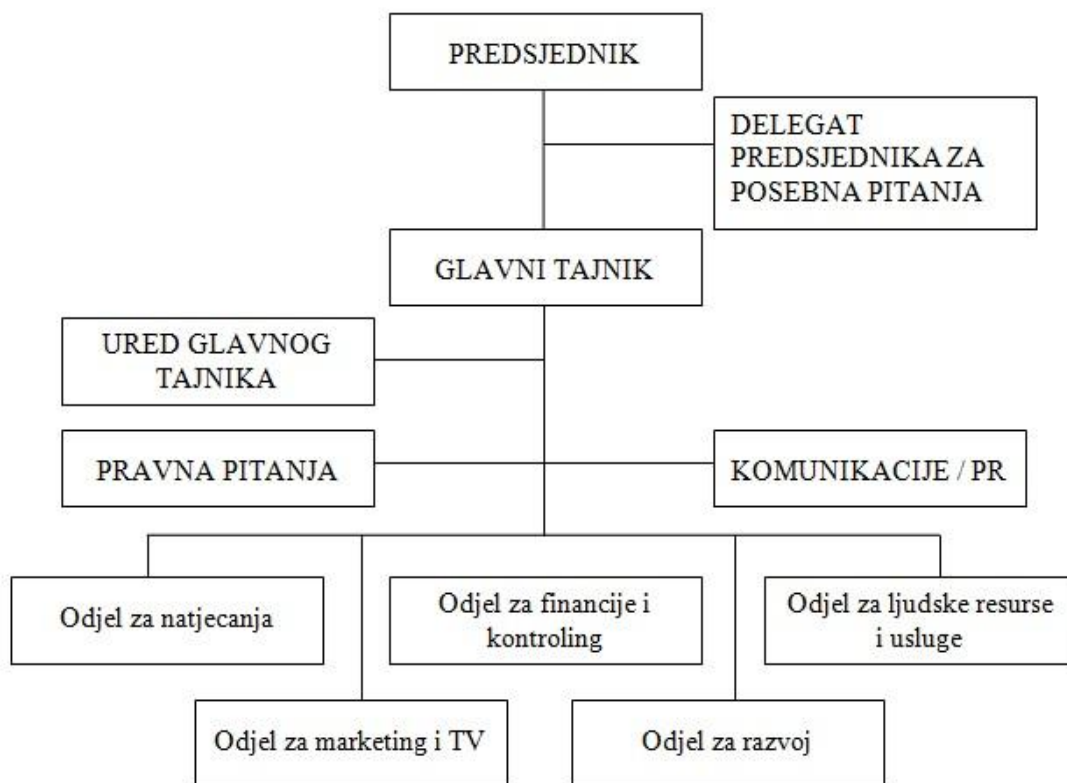 PREDSJEDNIK
DELEGAT
PREDSJEDNIKA ZA
POSEBNA PITANJA
GLAVNI TAJNIK
URED GLAVNOG
TAJNIKA
PRAVNA PITANJA
KOMUNIKACIJE / PR
Odjel za natjecanja
Odjel za financije i
kontroling
Odjel za ljudske resurse
i usluge
Odjel za marketing i TV
Odjel za razvoj